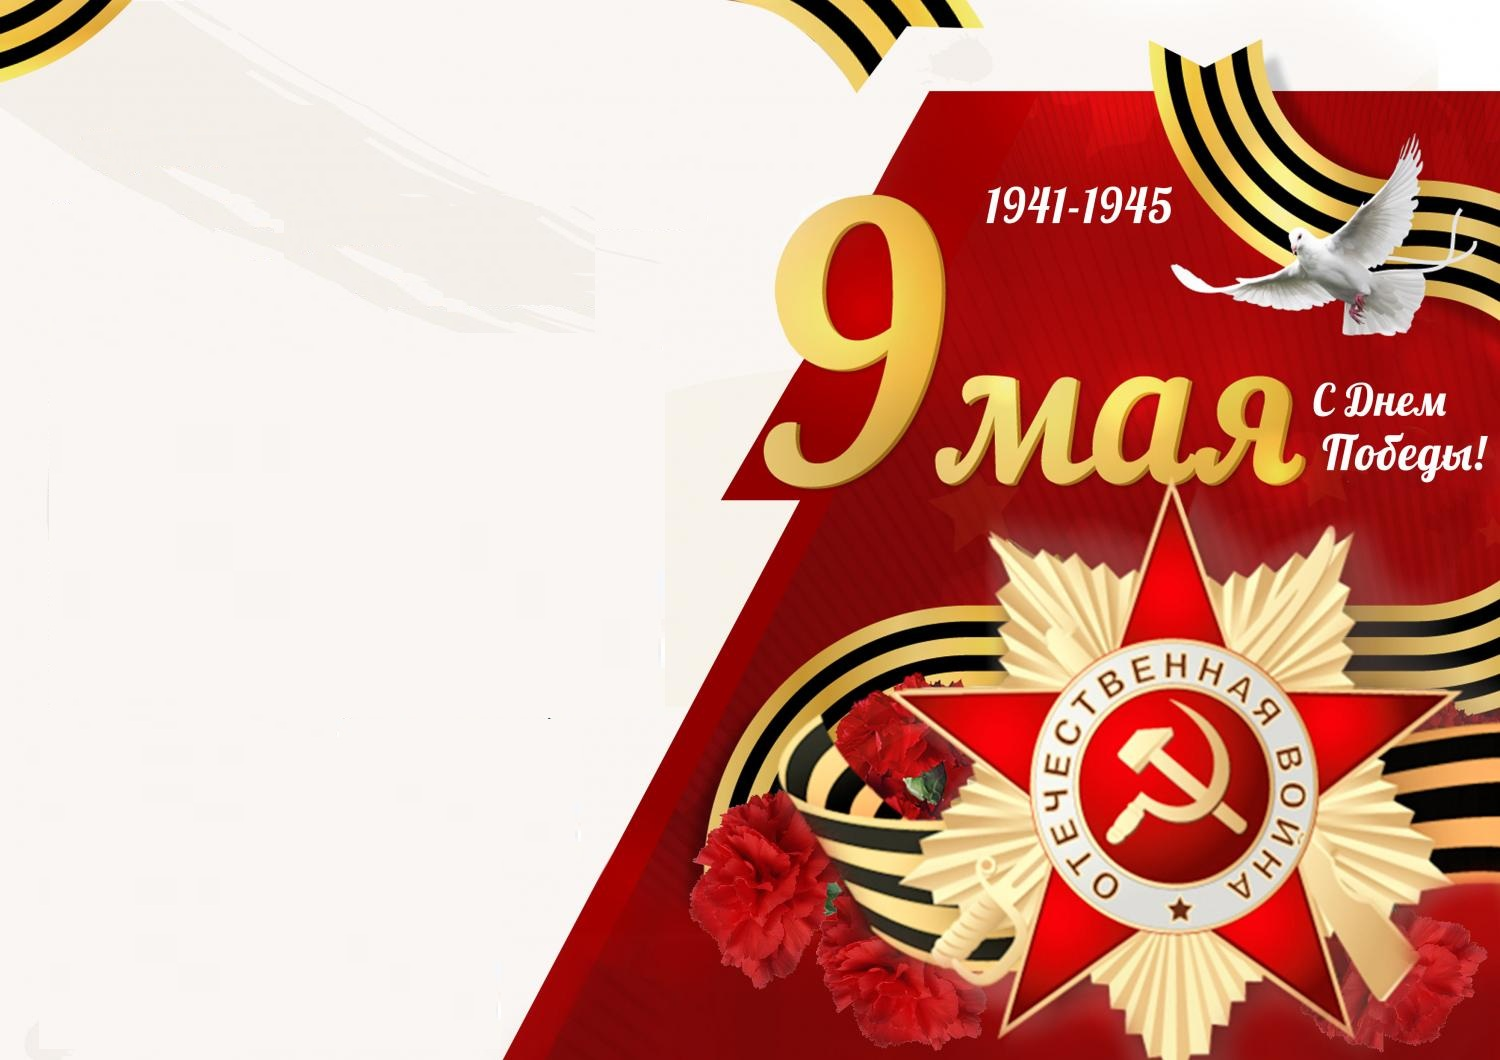 1941-1945
9 мая
С Днем
Победы!
ОТЕЧЕСТВЕННАЯ ВОЙНА